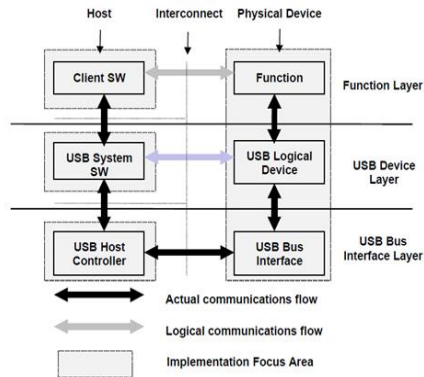 Host Interconnect Physical Device
Client SW Function Function Layer
USB System USB Logical USB Device
SW Device Layer
USB Host USB Bus USB Bus
Controller Interface Interface Layer
Actual communications flow
Logical communications flow
Implementation Focus Area